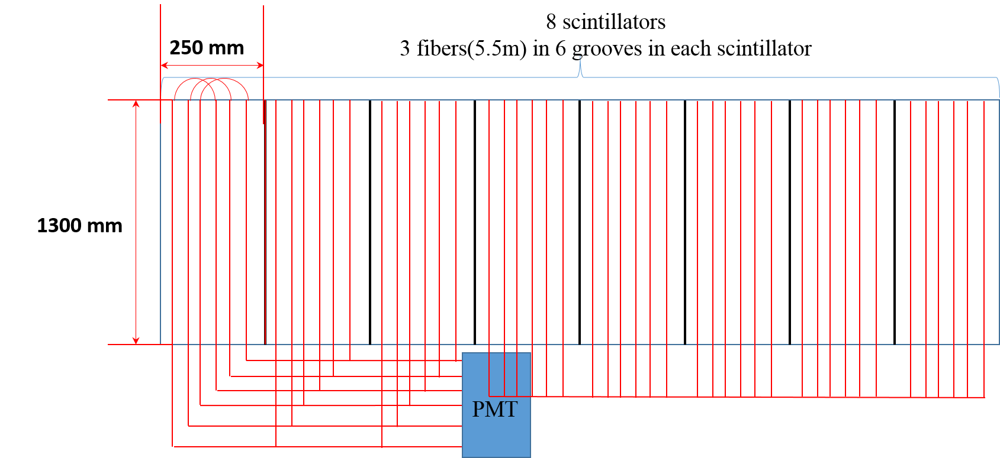 8 scintillators
3 fibers(5.5m) in 6 grooves in each scintillator
250 mm
1300 mm
PMT